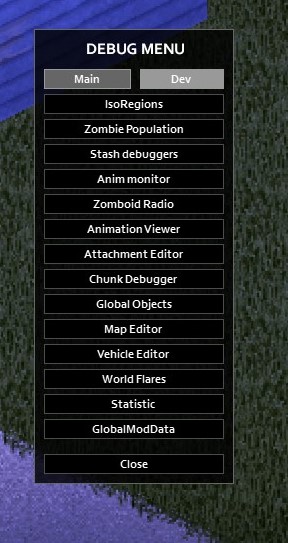 DEBUG MENU
Main Dev
IsoRegions
Zombie Population
Stash debuggers
Anim monitor
Zomboid Radio
Animation Viewer
Attachment Editor
Chunk Debugger
Global Objects
Map Editor
Vehicle Editor
World Flares
Statistic
GlobalModData
Close